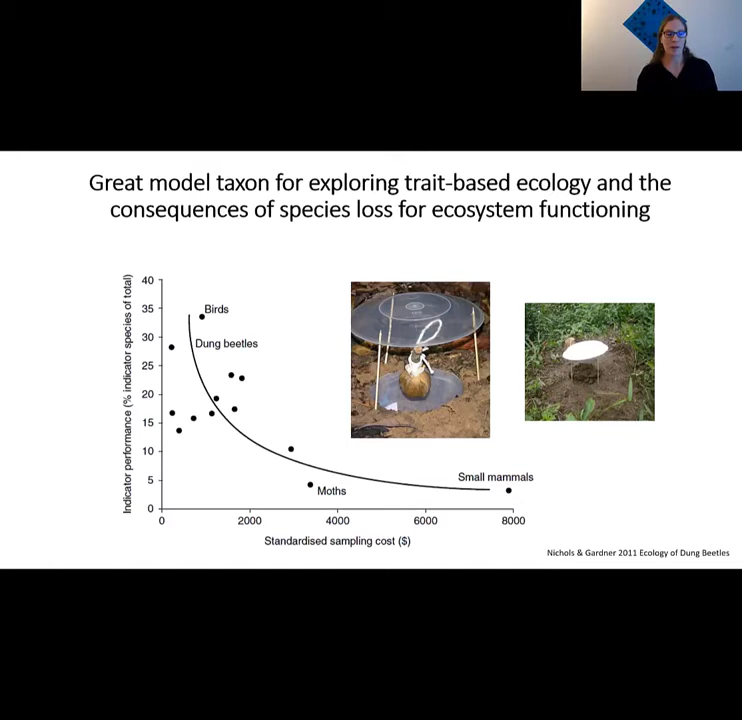 Great model taxon for exploring trait-based ecology and the
consequences of species loss for ecosystem functioning
Indicator performance (% indicator species of total)
40
35
30
25
20
15
10
5
0
Birds
Dung beetles
Small mammals
Moths
0
2000
4000
6000
8000
Standardised sampling cost ($)
Nichols & Gardner 2011 Ecology of Dung Beetles